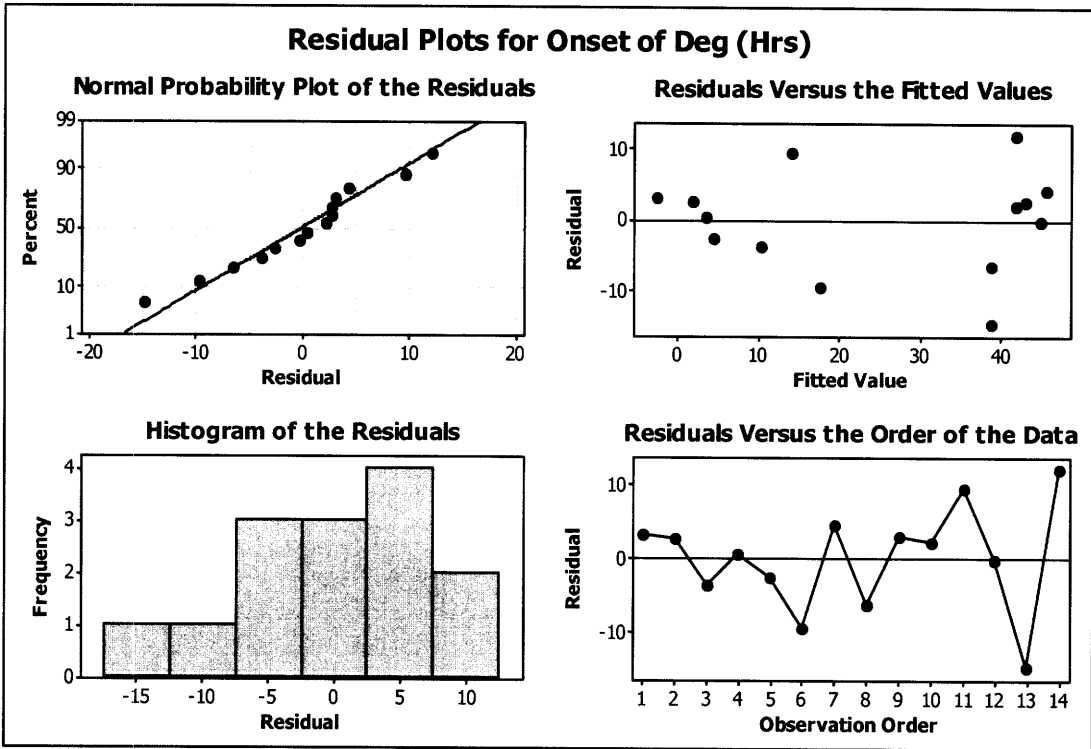 Residual Plots for Onset of Deg (Hrs)
Normal Probability Plot of the Residuals
99
90
50
10
1
Percent
-20 -10 0 10 20
Residual
Residuals Versus the Fitted Values
10
0
-10
Residual
0 10 20 30 40
Fitted Value
Histogram of the Residuals
4
3
2
1
0
Frequency
-15 -10 -5 0 5 10
Residual
Residuals Versus the Order of the Data
10
0
-10
Residual
1 2 3 4 5 6 7 8 9 10 11 12 13 14
Observation Order